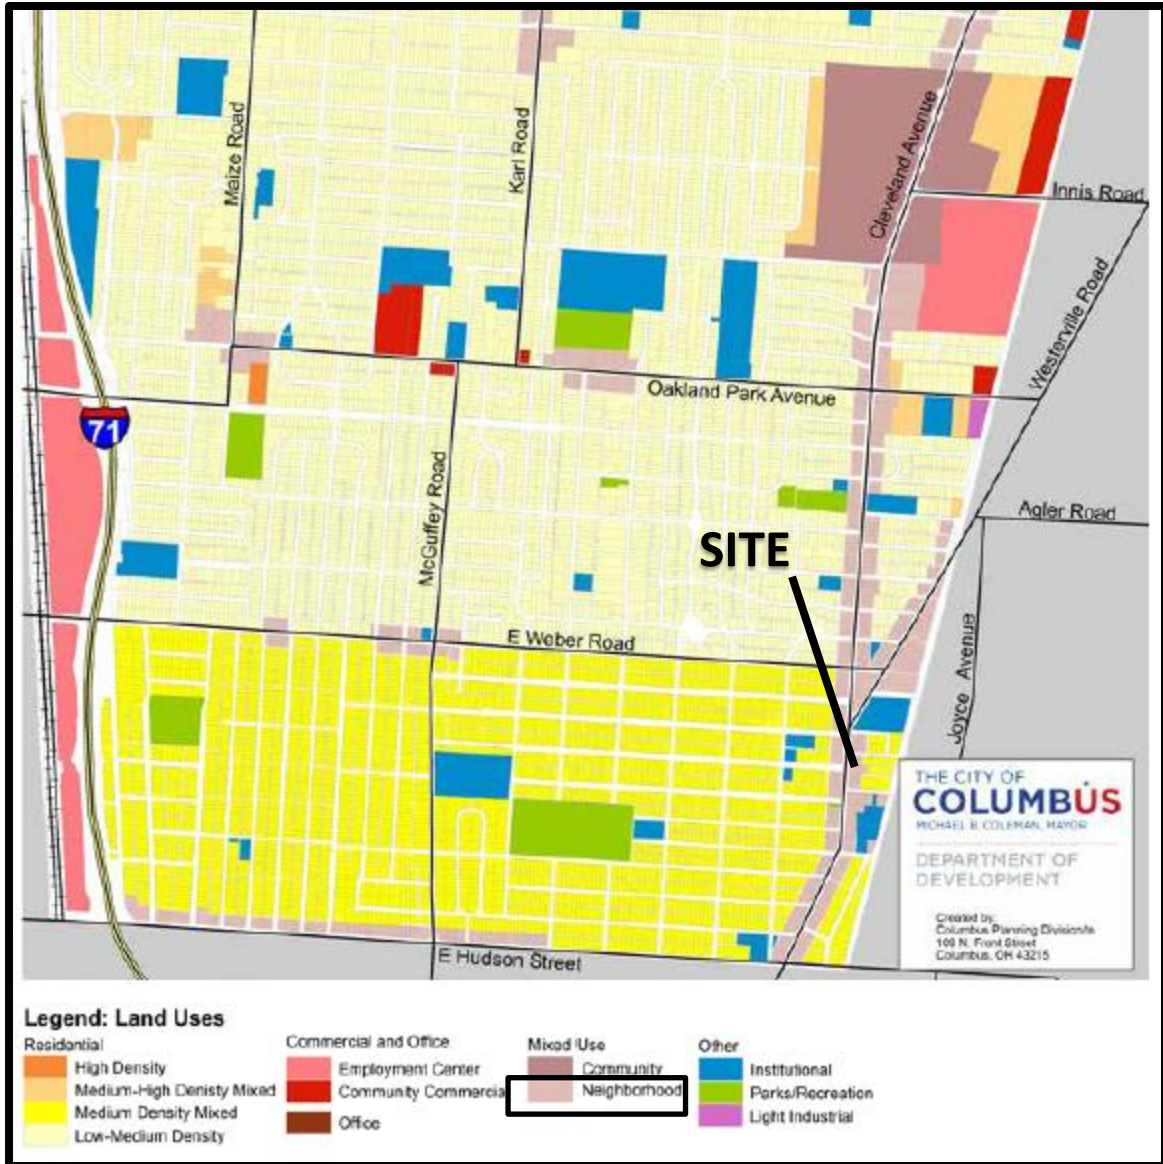 Maize Road
Karl Road
Cleveland Avenue
Innis Road
Westerville Road
Oakland Park Avenue
71
McGuffey Road
Agler Road
SITE
E Weber Road
Joyce Avenue
THE CITY OF
COLUMBUS
MICHAEL B. COLEMAN, MAYOR
DEPARTMENT OF
DEVELOPMENT
Created by:
Columbus Planning Division/ls
109 N. Front Street
Columbus, OH 43215
E Hudson Street
Legend: Land Uses
Residential
High Density
Medium-High Denisty Mixed
Medium Density Mixed
Low-Medium Density
Commercial and Office
Employment Center
Community Commercia
Office
Mixed Use
Community
Neighborhood
Other
Institutional
Parks/Recreation
Light Industrial